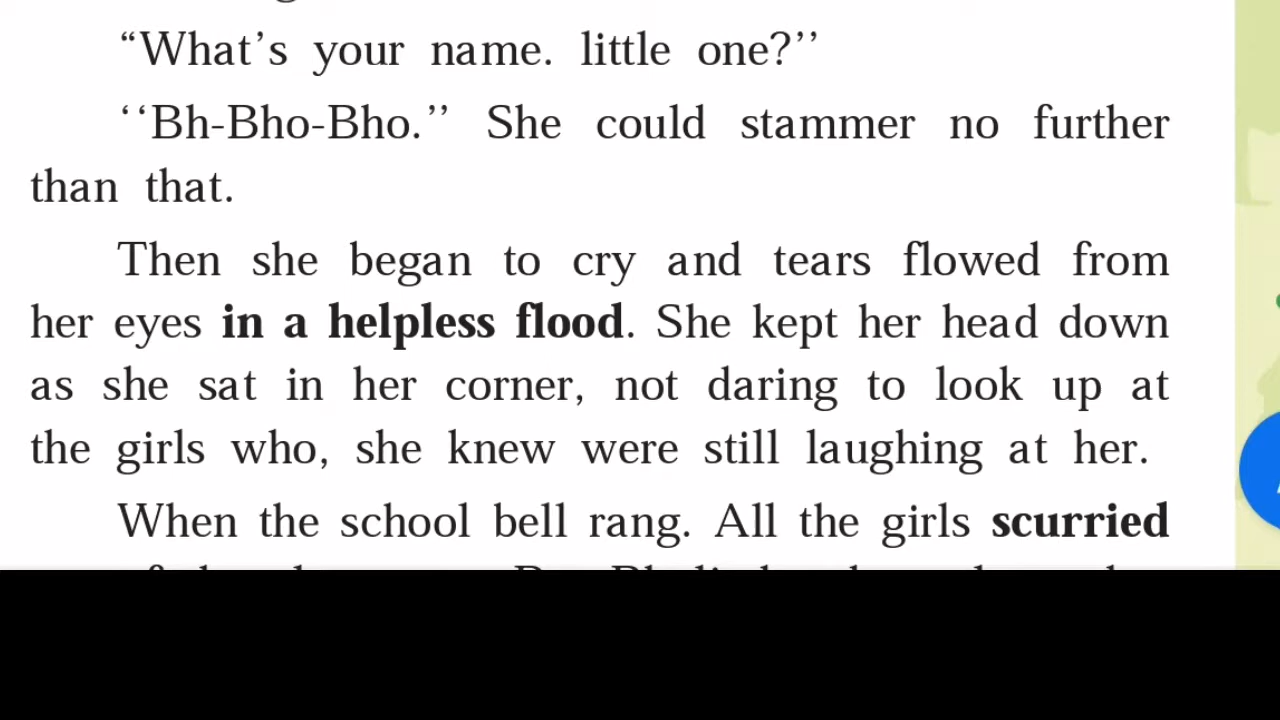 “What’s your name. little one?’’
‘‘Bh-Bho-Bho.’’ She could stammer no further
than that.
Then she began to cry and tears flowed from
her eyes in a helpless flood. She kept her head down
as she sat in her corner, not daring to look up at
the girls who, she knew were still laughing at her.
When the school bell rang. All the girls scurried